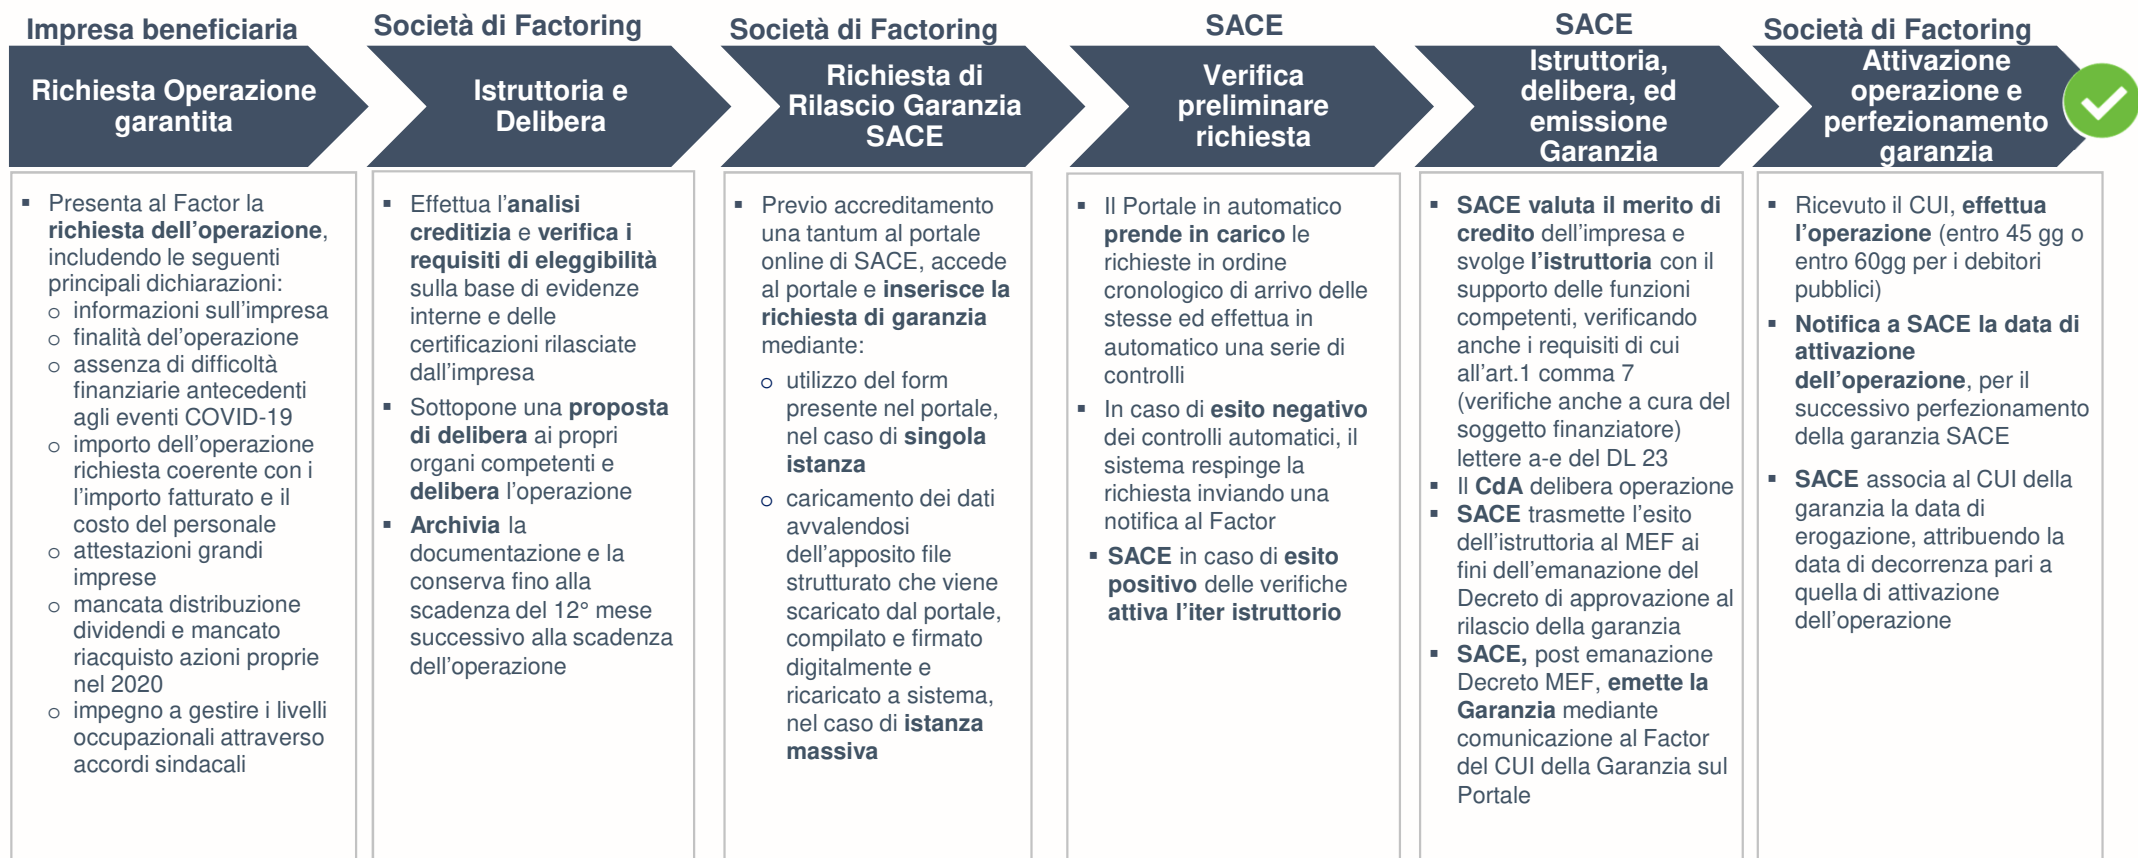 Impresa beneficiaria
Richiesta Operazione
garantita
▪ Presenta al Factor la
richiesta dell'operazione,
includendo le seguenti
principali dichiarazioni:
o informazioni sull'impresa
o finalità del'operazione
o assenza di difficoltà
finanziarie antecedenti
agli eventi COVID-19
o importo dell'operazione
richiesta coerente con i
l'importo fatturato e il
costo del personale
o attestazioni grandi
imprese
o mancata distribuzione
dividendi e mancato
riacquisto azioni proprie
nel 2020
o impegno a gestire i livelli
occupazionali attraverso
accordi sindacali
Società di Factoring
Istruttoria e
Delibera
▪ Effettua l'analisi
creditizia e verifica i
requisiti di eleggibilità
sulla base di evidenze
interne e delle
certificazioni rilasciate
dall'impresa
▪ Sottopone una proposta
di delibera ai propri
organi competenti e
delibera l'operazione
▪ Archivia la
documentazione e la
conserva fino alla
scadenza del 12° mese
successivo alla scadenza
dell'operazione
Società di Factoring
Richiesta di
Rilascio Garanzia
SACE
▪ Previo accreditamento
una tantum al portale
online di SACE, accede
al portale e inserisce la
richiesta di garanzia
mediante:
o utilizzo del form
presente nel portale,
nel caso di singola
istanza
o caricamento dei dati
avvalendosi
dell'apposito file
strutturato che viene
scaricato dal portale,
compilato e firmato
digitalmente e
ricaricato a sistema,
nel caso di istanza
massiva
SACE
Verifica
preliminare
richiesta
▪ Il Portale in automatico
prende in carico le
richieste in ordine
cronologico di arrivo delle
stesse ed effettua in
automatico una serie di
controlli
▪ In caso di esito negativo
dei controlli automatici, il
sistema respinge la
richiesta inviando una
notifica al Factor
▪ SACE in caso di esito
positivo delle verifiche
attiva l'iter istruttorio
SACE
Istruttoria,
delibera, ed
emissione
Garanzia
▪ SACE valuta il merito di
credito dell'impresa e
svolge l'istruttoria con il
supporto delle funzioni
competenti, verificando
anche i requisiti di cui
all'art.1 comma 7
(verifiche anche a cura del
soggetto finanziatore)
lettere a-e del DL 23
▪ Il CdA delibera operazione
▪ SACE trasmette l'esito
dell'istruttoria al MEF ai
fini dell'emanazione del
Decreto di approvazione al
rilascio della garanzia
▪ SACE, post emanazione
Decreto MEF, emette la
Garanzia mediante
comunicazione al Factor
del CUI della Garanzia sul
Portale
Società di Factoring
Attivazione
operazione e
perfezionamento
garanzia
▪ Ricevuto il CUI, effettua
l'operazione (entro 45 gg o
entro 60gg per i debitori
pubblici)
▪ Notifica a SACE la data di
attivazione
dell'operazione, per il
successivo perfezionamento
della garanzia SACE
▪ SACE associa al CUI della
garanzia la data di
erogazione, attribuendo la
data di decorrenza pari a
quella di attivazione
dell'operazione